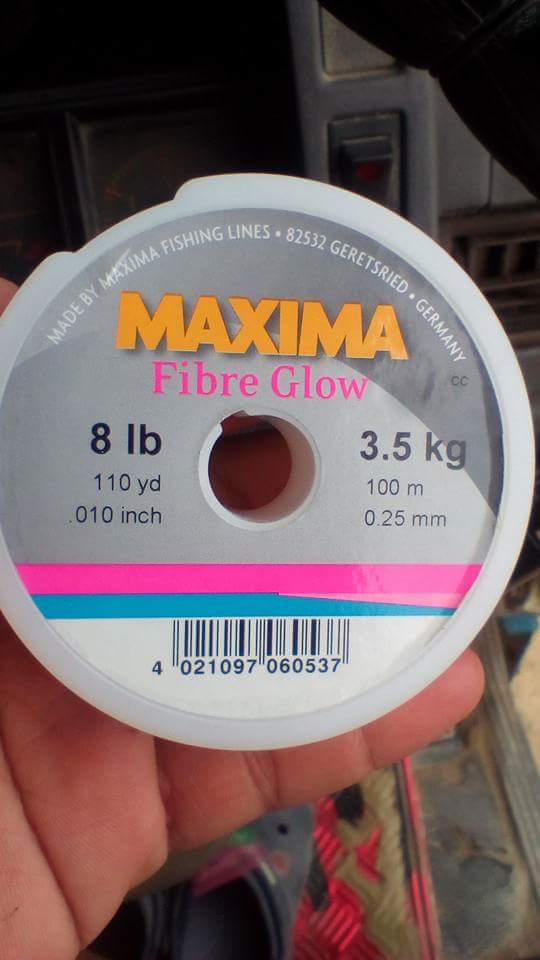 MADE BY MAXIMA FISHING LINES • 82532 GERETSRIED • GERMANY
MAXIMA
Fibre Glow
CC
8 lb
110 yd
.010 inch
3.5 kg
100 m
0.25 mm
4 021097 060537